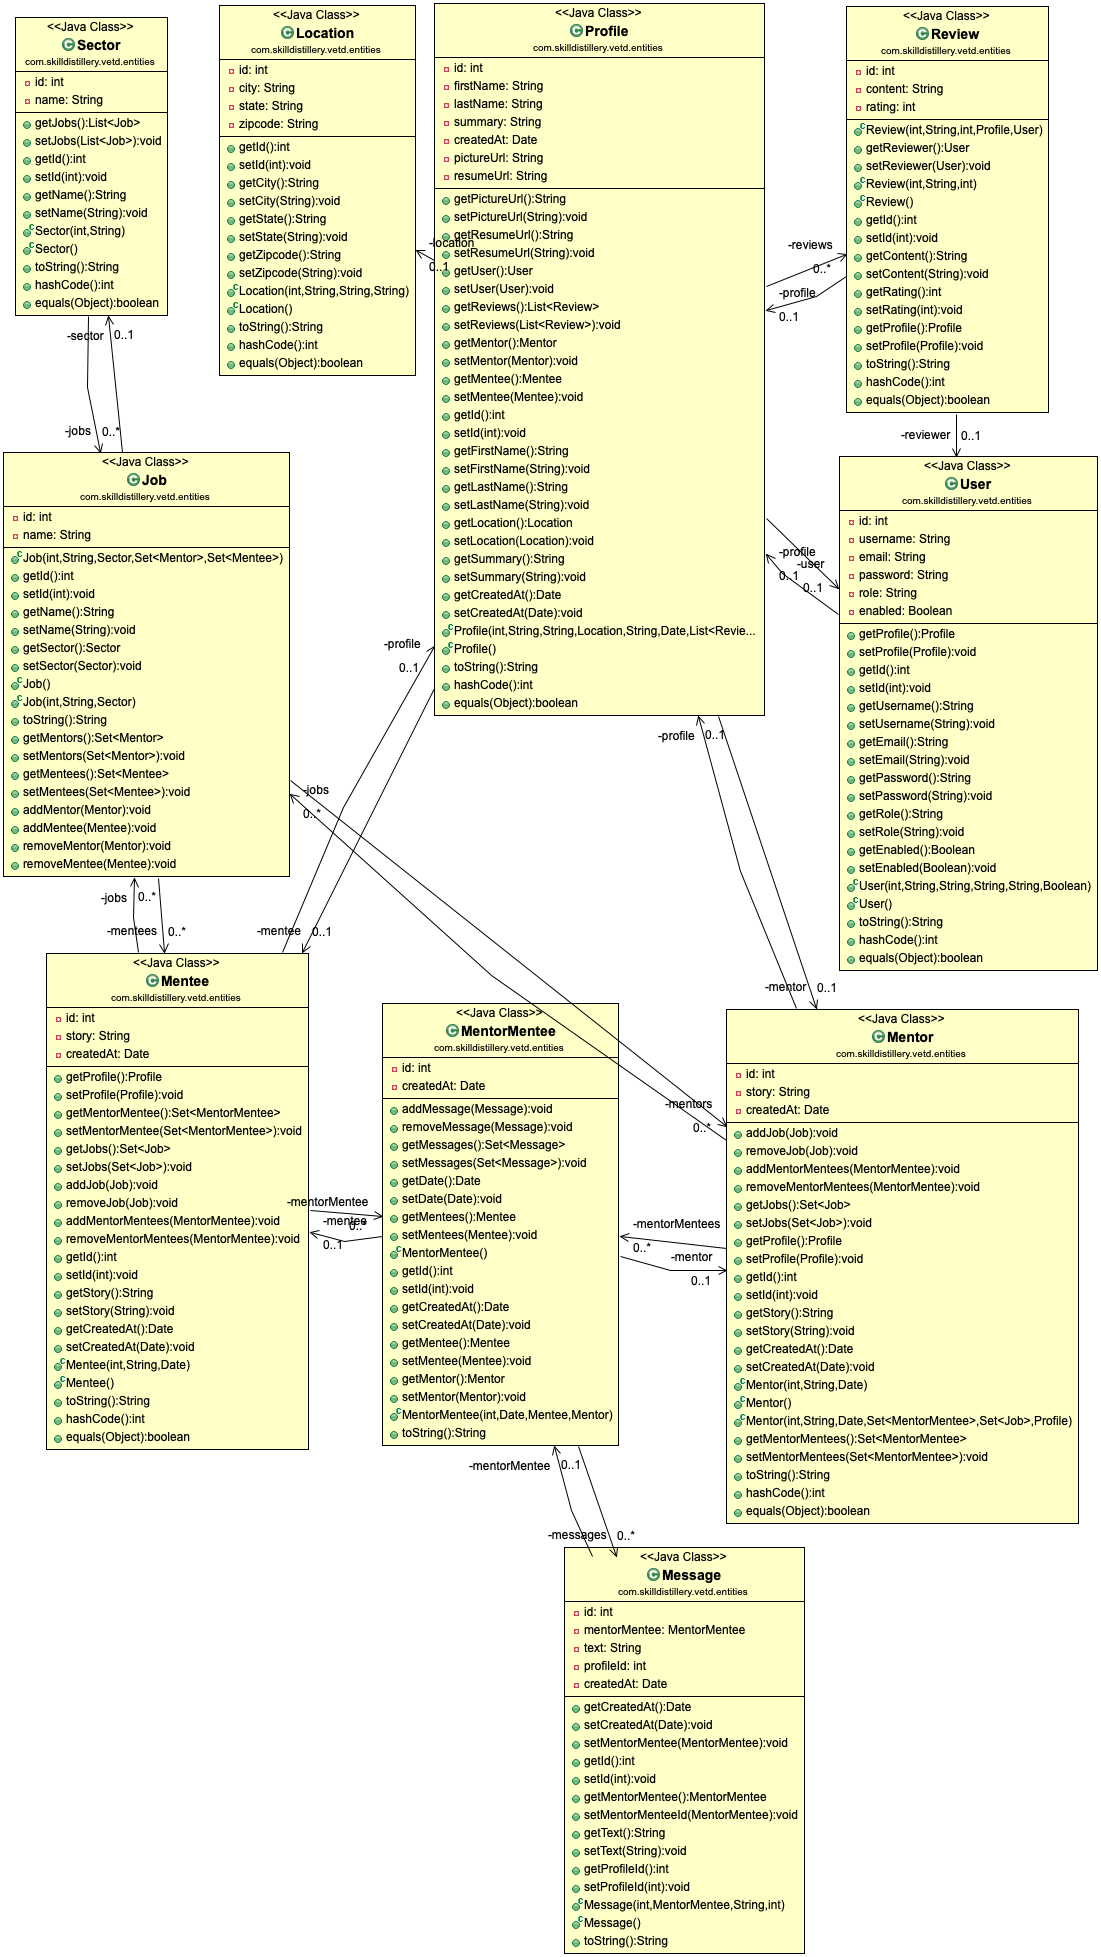 <<Java Class>>
Sector
com.skilldistillery.vetd.entities
id: int
name: String
getJobs():List<Job>
setJobs(List<Job>):void
getId():int
setId(int):void
getName():String
setName(String):void
Sector(int,String)
Sector()
toString():String
hashCode():int
equals(Object):boolean
<<Java Class>>
Location
com.skilldistillery.vetd.entities
id: int
city: String
state: String
zipcode: String
getId():int
setId(int):void
getCity():String
setCity(String):void
getState():String
setState(String):void
getZipcode():String
setZipcode(String):void
Location(int,String,String,String)
Location()
toString():String
hashCode():int
equals(Object):boolean
<<Java Class>>
Profile
com.skilldistillery.vetd.entities
id: int
firstName: String
lastName: String
summary: String
createdAt: Date
pictureUrl: String
resumeUrl: String
getPictureUrl():String
setPictureUrl(String):void
getResumeUrl():String
setResumeUrl(String):void
getUser():User
setUser(User):void
getReviews():List<Review>
setReviews(List<Review>):void
getMentor():Mentor
setMentor(Mentor):void
getMentee():Mentee
setMentee(Mentee):void
getId():int
setId(int):void
getFirstName():String
setFirstName(String):void
getLastName():String
setLastName(String):void
getLocation():Location
setLocation(Location):void
getSummary():String
setSummary(String):void
getCreatedAt():Date
setCreatedAt(Date):void
Profile(int,String,String,Location,String,Date,List<Revie...
Profile()
toString():String
hashCode():int
equals(Object):boolean
<<Java Class>>
Review
com.skilldistillery.vetd.entities
id: int
content: String
rating: int
Review(int,String,int,Profile,User)
getReviewer():User
setReviewer(User):void
Review(int,String,int)
Review()
getId():int
setId(int):void
getContent():String
setContent(String):void
getRating():int
setRating(int):void
getProfile():Profile
setProfile(Profile):void
toString():String
hashCode():int
equals(Object):boolean
-location
0..1
-reviews
0..*
-profile
0..1
-sector
0..1
-jobs
0..*
-reviewer
0..1
<<Java Class>>
Job
com.skilldistillery.vetd.entities
id: int
name: String
Job(int,String,Sector,Set<Mentor>,Set<Mentee>)
getId():int
setId(int):void
getName():String
setName(String):void
getSector():Sector
setSector(Sector):void
Job()
Job(int,String,Sector)
toString():String
getMentors():Set<Mentor>
setMentors(Set<Mentor>):void
getMentees():Set<Mentee>
setMentees(Set<Mentee>):void
addMentor(Mentor):void
addMentee(Mentee):void
removeMentor(Mentor):void
removeMentee(Mentee):void
<<Java Class>>
User
com.skilldistillery.vetd.entities
id: int
username: String
email: String
password: String
role: String
enabled: Boolean
getProfile():Profile
setProfile(Profile):void
getId():int
setId(int):void
getUsername():String
setUsername(String):void
getEmail():String
setEmail(String):void
getPassword():String
setPassword(String):void
getRole():String
setRole(String):void
getEnabled():Boolean
setEnabled(Boolean):void
User(int,String,String,String,String,Boolean)
User()
toString():String
hashCode():int
equals(Object):boolean
-profile
0..1
-user
0..1
-profile
0..1
-profile
0..1
-jobs
0..*
-jobs
0..*
-mentees
0..*
-mentee
0..1
-mentor
0..1
<<Java Class>>
Mentee
com.skilldistillery.vetd.entities
id: int
story: String
createdAt: Date
getProfile():Profile
setProfile(Profile):void
getMentorMentee():Set<MentorMentee>
setMentorMentee(Set<MentorMentee>):void
getJobs():Set<Job>
setJobs(Set<Job>):void
addJob(Job):void
removeJob(Job):void
addMentorMentees(MentorMentee):void
removeMentorMentees(MentorMentee):void
getId():int
setId(int):void
getStory():String
setStory(String):void
getCreatedAt():Date
setCreatedAt(Date):void
Mentee(int,String,Date)
Mentee()
toString():String
hashCode():int
equals(Object):boolean
<<Java Class>>
MentorMentee
com.skilldistillery.vetd.entities
id: int
createdAt: Date
addMessage(Message):void
removeMessage(Message):void
getMessages():Set<Message>
setMessages(Set<Message>):void
getDate():Date
setDate(Date):void
getMentees():Mentee
setMentees(Mentee):void
MentorMentee()
getId():int
setId(int):void
getCreatedAt():Date
setCreatedAt(Date):void
getMentee():Mentee
setMentee(Mentee):void
getMentor():Mentor
setMentor(Mentor):void
MentorMentee(int,Date,Mentee,Mentor)
toString():String
<<Java Class>>
Mentor
com.skilldistillery.vetd.entities
id: int
story: String
createdAt: Date
addJob(Job):void
removeJob(Job):void
addMentorMentees(MentorMentee):void
removeMentorMentees(MentorMentee):void
getJobs():Set<Job>
setJobs(Set<Job>):void
getProfile():Profile
setProfile(Profile):void
getId():int
setId(int):void
getStory():String
setStory(String):void
getCreatedAt():Date
setCreatedAt(Date):void
Mentor(int,String,Date)
Mentor()
Mentor(int,String,Date,Set<MentorMentee>,Set<Job>,Profile)
getMentorMentees():Set<MentorMentee>
setMentorMentees(Set<MentorMentee>):void
toString():String
hashCode():int
equals(Object):boolean
-mentors
0..*
-mentorMentee
0..*
-mentee
0..1
-mentorMentees
0..*
-mentor
0..1
-mentorMentee
0..1
-messages
0..*
<<Java Class>>
Message
com.skilldistillery.vetd.entities
id: int
mentorMentee: MentorMentee
text: String
profileId: int
createdAt: Date
getCreatedAt():Date
setCreatedAt(Date):void
setMentorMentee(MentorMentee):void
getId():int
setId(int):void
getMentorMentee():MentorMentee
setMentorMenteeId(MentorMentee):void
getText():String
setText(String):void
getProfileId():int
setProfileId(int):void
Message(int,MentorMentee,String,int)
Message()
toString():String